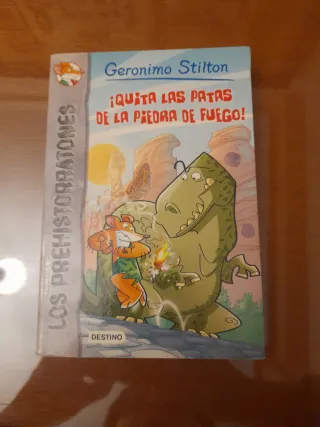 Geronimo Stilton
¡QUITA LAS PATAS
DE LA PIEDRA DE FUEGO!
LOS PREHISTORRATONES
DESTINO